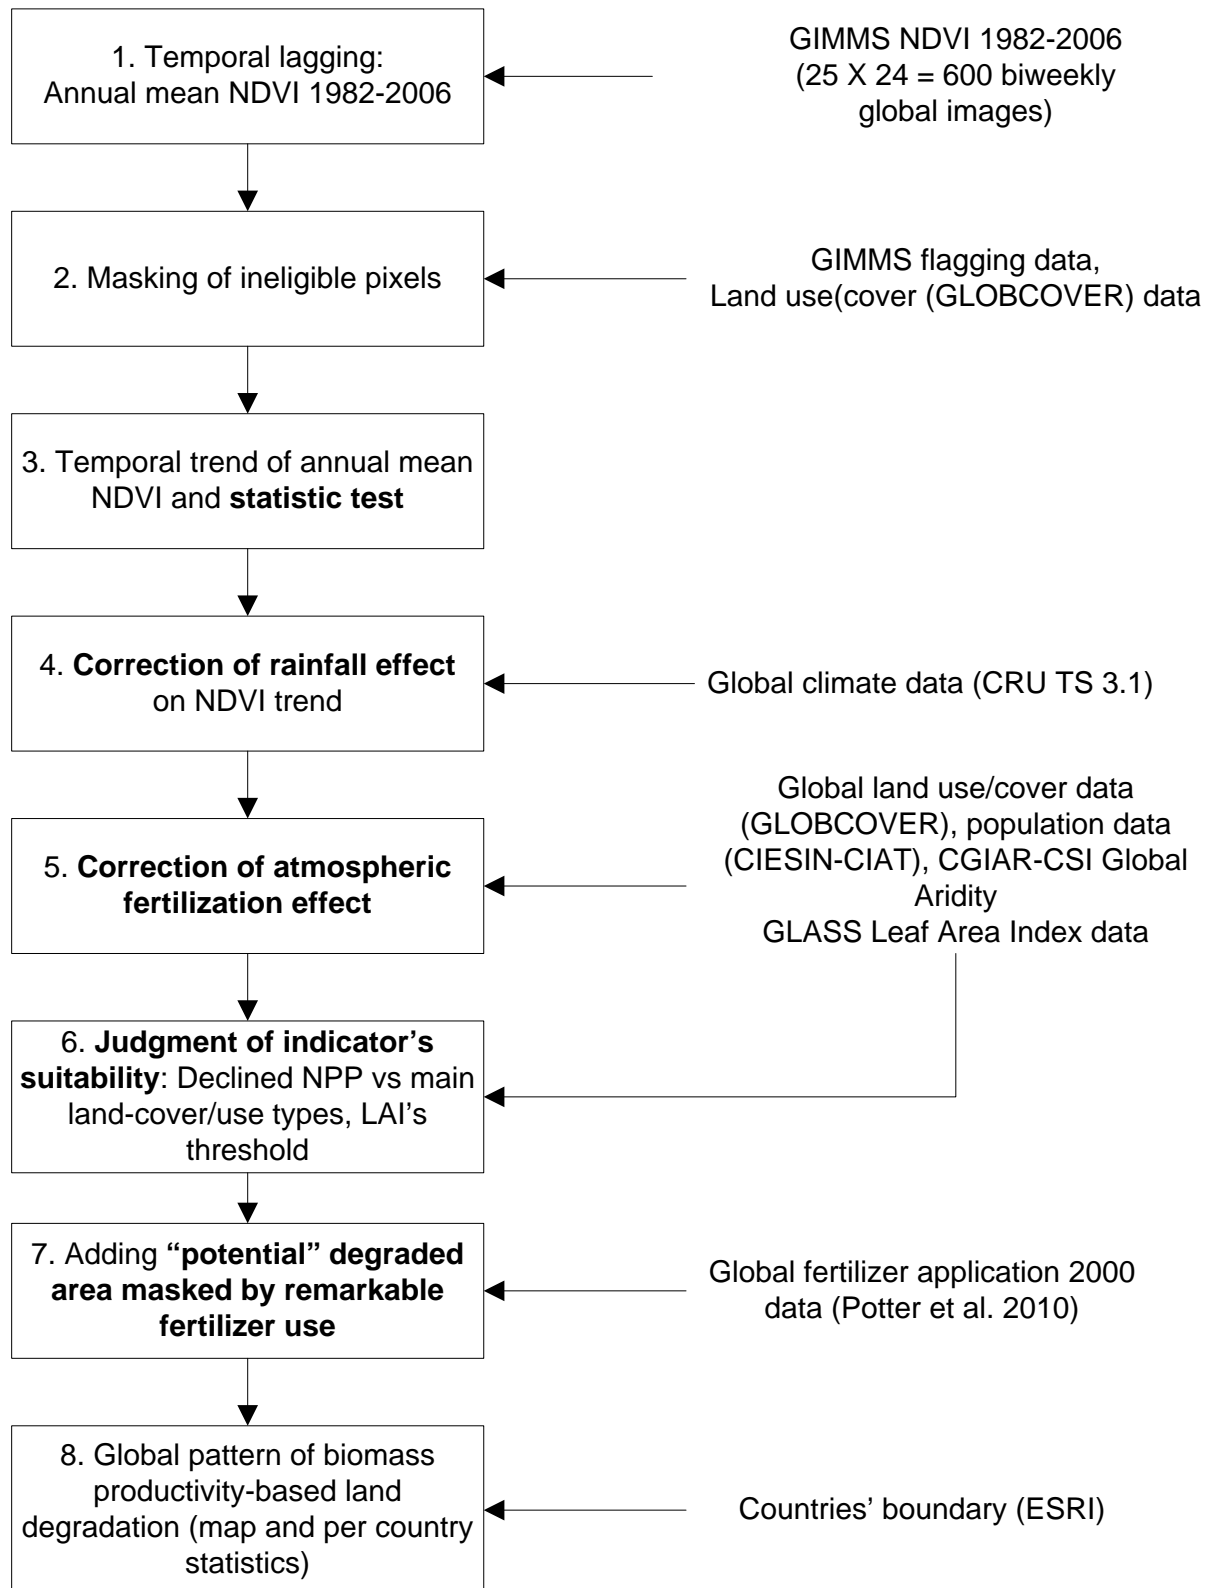 1. Temporal lagging:
Annual mean NDVI 1982-2006
GIMMS NDVI 1982-2006
(25 X 24 = 600 biweekly
global images)
2. Masking of ineligible pixels
GIMMS flagging data,
Land use(cover (GLOBCOVER) data
3. Temporal trend of annual mean
NDVI and statistic test
4. Correction of rainfall effect
on NDVI trend
Global climate data (CRU TS 3.1)
5. Correction of atmospheric
fertilization effect
Global land use/cover data
(GLOBCOVER), population data
(CIESIN-CIAT), CGIAR-CSI Global
Aridity
GLASS Leaf Area Index data
6. Judgment of indicator’s
suitability: Declined NPP vs main
land-cover/use types, LAI’s
threshold
7. Adding “potential” degraded
area masked by remarkable
fertilizer use
Global fertilizer application 2000
data (Potter et al. 2010)
8. Global pattern of biomass
productivity-based land
degradation (map and per country
statistics)
Countries’ boundary (ESRI)